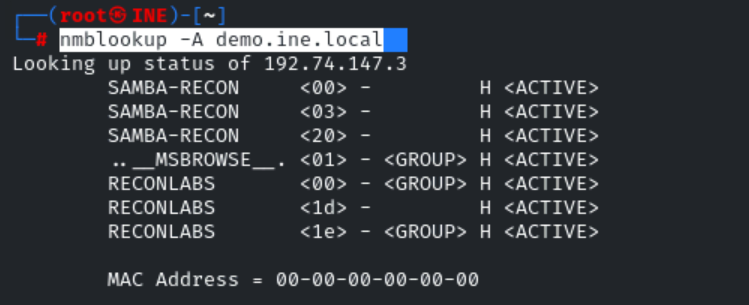 ┌──(root㉿INE)-[~]
└─# nmblookup -A demo.ine.local
Looking up status of 192.74.147.3
        SAMBA-RECON     <00> -         H <ACTIVE>
        SAMBA-RECON     <03> -         H <ACTIVE>
        SAMBA-RECON     <20> -         H <ACTIVE>
        ..__MSBROWSE__. <01> - <GROUP> H <ACTIVE>
        RECONLABS       <00> - <GROUP> H <ACTIVE>
        RECONLABS       <1d> -         H <ACTIVE>
        RECONLABS       <1e> - <GROUP> H <ACTIVE>
        MAC Address = 00-00-00-00-00-00